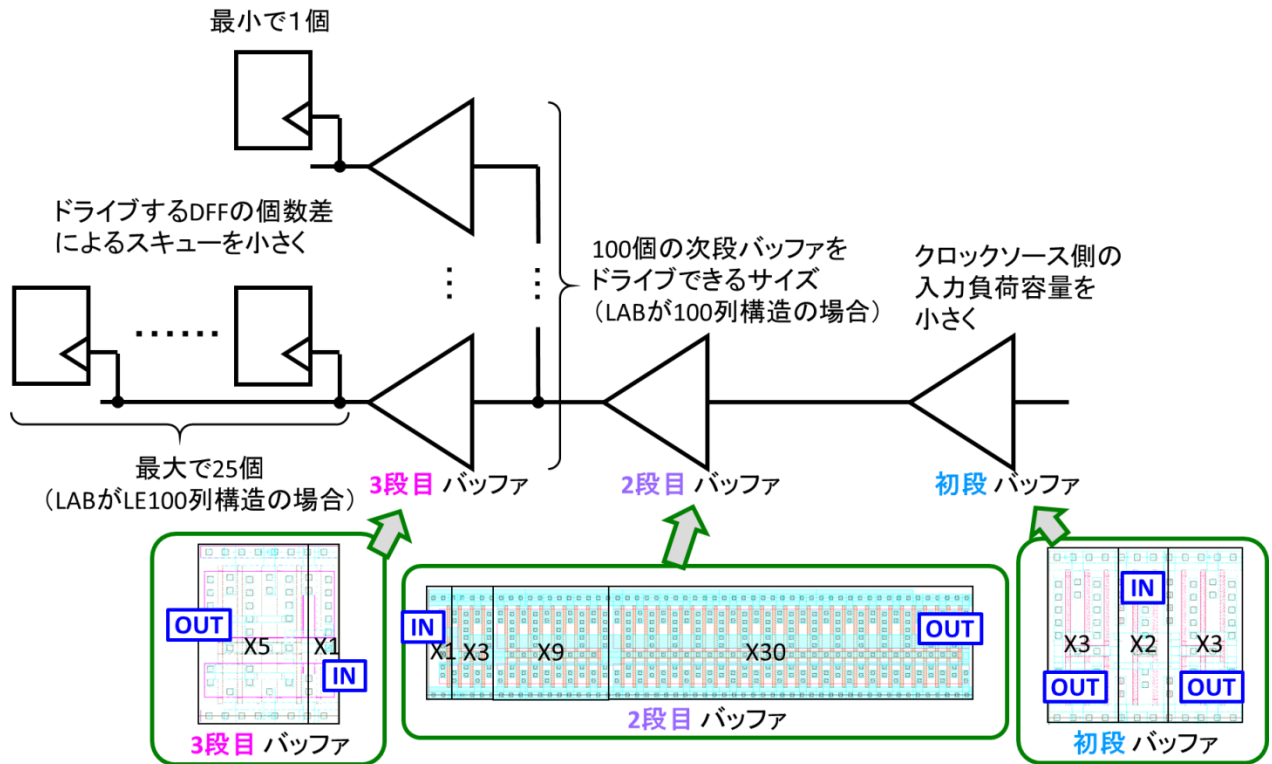 最小で1個
ドライブするDFFの個数差
によるスキューを小さく
100個の次段バッファを
ドライブできるサイズ
(LABが100列構造の場合)
クロックソース側の
入力負荷容量を
小さく
最大で25個
(LABがLE100列構造の場合)
3段目 バッファ
2段目 バッファ
初段 バッファ
OUT
X5
X1
IN
3段目 バッファ
IN
X1
X3
X9
X30
OUT
2段目 バッファ
IN
X3
X2
X3
OUT
OUT
初段 バッファ